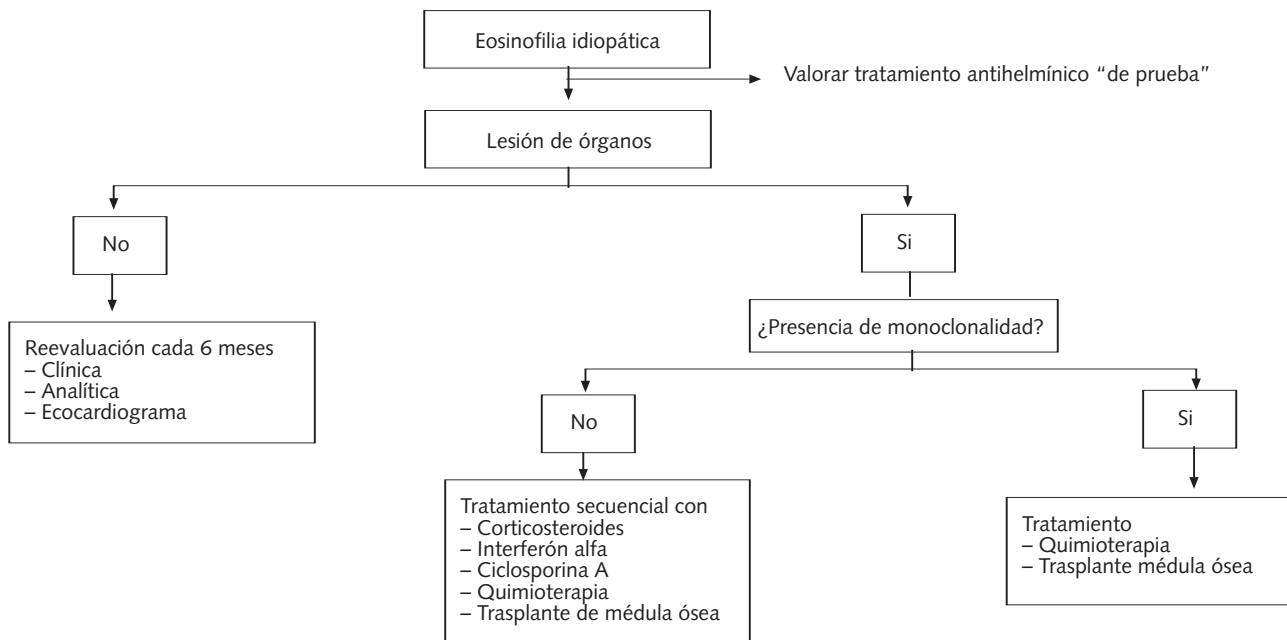 Eosinofilia idiopática
Valorar tratamiento antihelmínico “de prueba”
Lesión de órganos
No
Si
Reevaluación cada 6 meses
– Clínica
– Analítica
– Ecocardiograma
¿Presencia de monoclonalidad?
No
Si
Tratamiento secuencial con
– Corticosteroides
– Interferón alfa
– Ciclosporina A
– Quimioterapia
– Trasplante de médula ósea
Tratamiento
– Quimioterapia
– Trasplante médula ósea